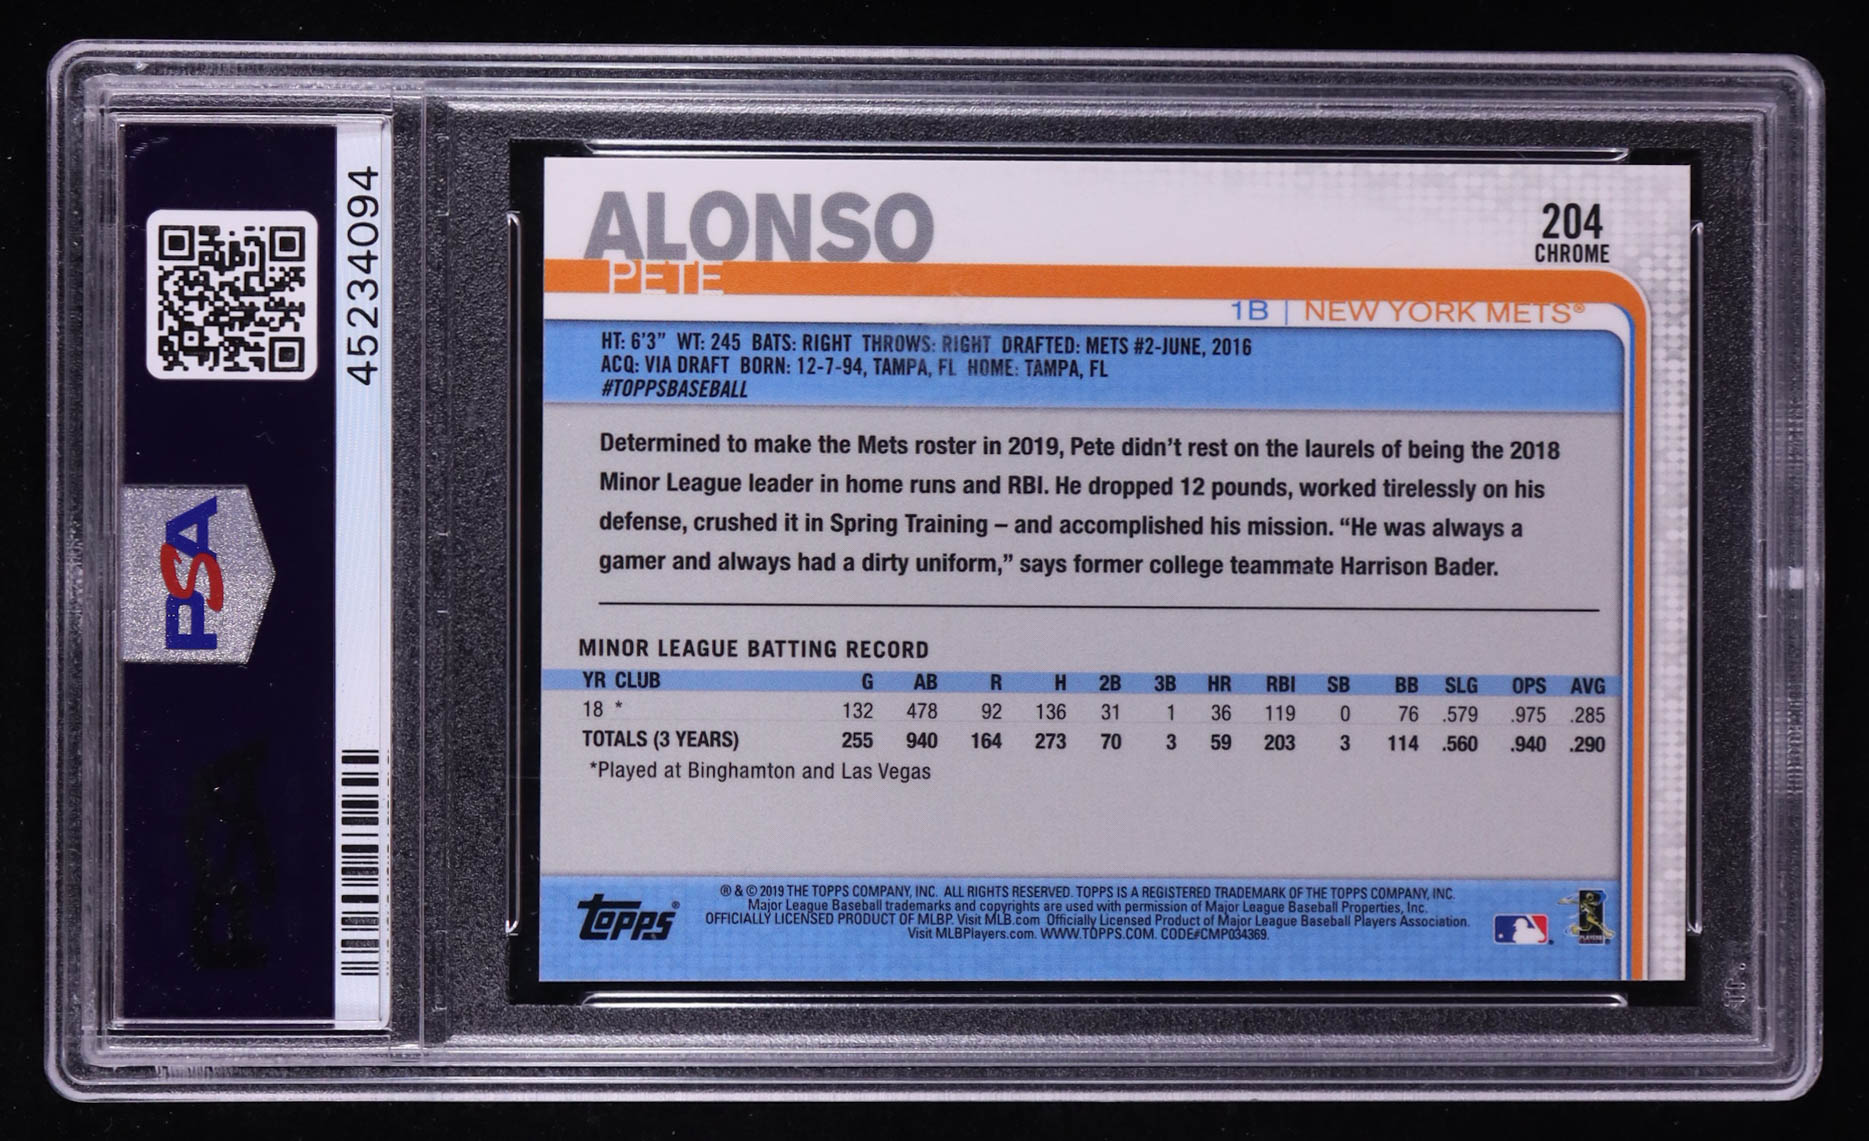 45234094
PSA
ALONSO
PETE
204
CHROME
1B | NEW YORK METS®
HT: 6'3" WT: 245 BATS: RIGHT THROWS: RIGHT DRAFTED: METS #2-JUNE, 2016
ACQ: VIA DRAFT BORN: 12-7-94, TAMPA, FL HOME: TAMPA, FL
#TOPPSBASEBALL
Determined to make the Mets roster in 2019, Pete didn't rest on the laurels of being the 2018
Minor League leader in home runs and RBI. He dropped 12 pounds, worked tirelessly on his
defense, crushed it in Spring Training – and accomplished his mission. “He was always a
gamer and always had a dirty uniform,” says former college teammate Harrison Bader.
MINOR LEAGUE BATTING RECORD
YR CLUB G AB R H 2B 3B HR RBI SB BB SLG OPS AVG
18 * 132 478 92 136 31 1 36 119 0 76 .579 .975 .285
TOTALS (3 YEARS) 255 940 164 273 70 3 59 203 3 114 .560 .940 .290
*Played at Binghamton and Las Vegas
Topps®
® & © 2019 THE TOPPS COMPANY, INC. ALL RIGHTS RESERVED. TOPPS IS A REGISTERED TRADEMARK OF THE TOPPS COMPANY, INC.
Major League Baseball trademarks and copyrights are used with permission of Major League Baseball Properties, Inc.
OFFICIALLY LICENSED PRODUCT OF MLBP. Visit MLB.com Officially Licensed Product of Major League Baseball Players Association.
Visit MLBPlayers.com. WWW.TOPPS.COM. CODE#CMP034369.